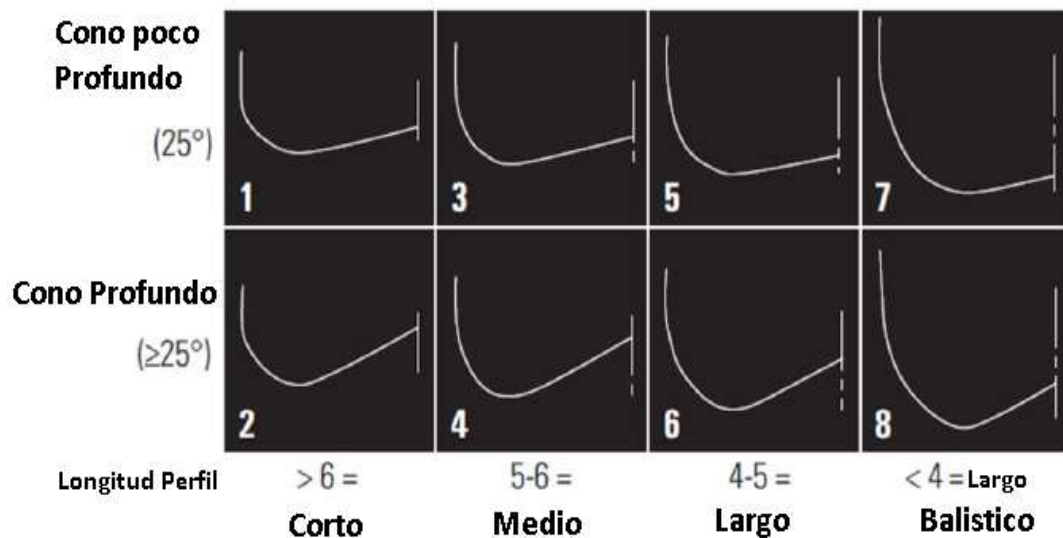 Cono poco
Profundo
(25°)
1
3
5
7
Cono Profundo
(≥25°)
2
4
6
8
Longitud Perfil
> 6 =
5-6 =
4-5 =
< 4 = Largo
Corto
Medio
Largo
Balistico